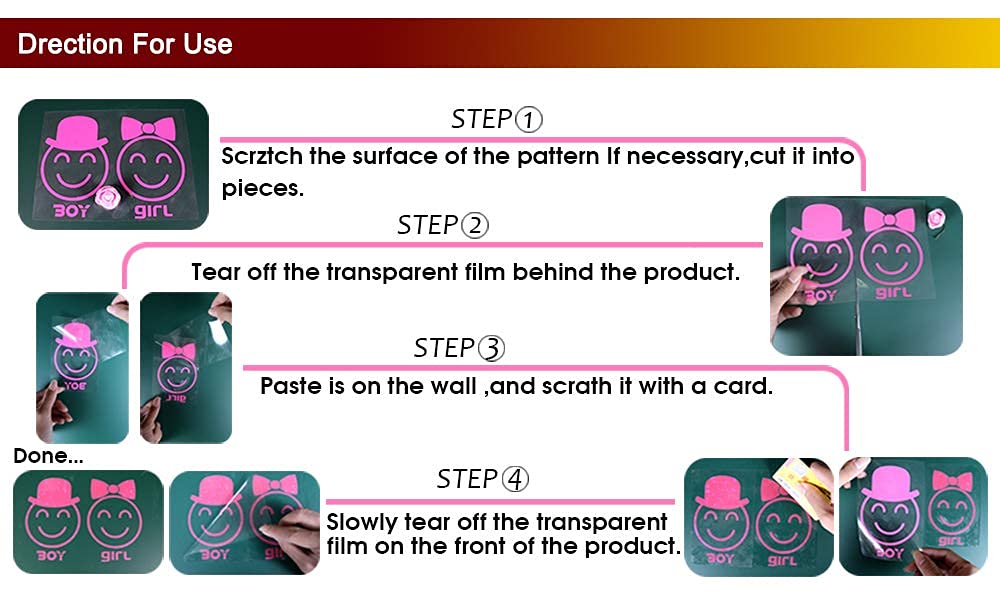 Drection For Use
STEP①
Scrztch the surface of the pattern If necessary,cut it into
pieces.
BOY GIRL
STEP②
Tear off the transparent film behind the product.
BOY GIRL
BOY
GIRL
STEP③
Paste is on the wall ,and scrath it with a card.
Done...
BOY GIRL
BOY GI
STEP④
Slowly tear off the transparent
film on the front of the product.
BOY GIRL
BOY GIRL